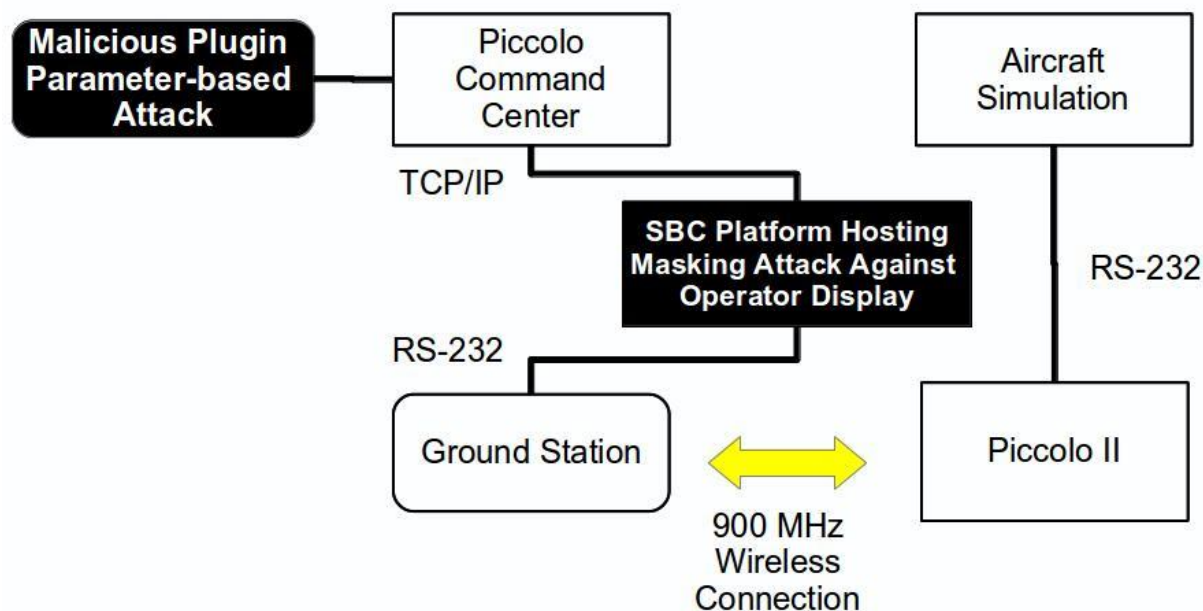 Malicious Plugin
Parameter-based
Attack
Piccolo
Command
Center
Aircraft
Simulation
TCP/IP
SBC Platform Hosting
Masking Attack Against
Operator Display
RS-232
RS-232
Ground Station
Piccolo II
900 MHz
Wireless
Connection